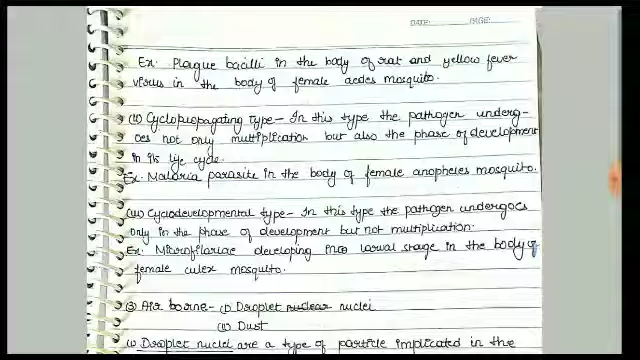 DATE: PAGE:
Ex. Plague bacilli in the body of rat and yellow fever
virus in the body of female aedes mosquito.
(ii) Cyclopropagating type - In this type the pathogen underg-
oes not only multiplication but also the phase of development
in its life cycle.
Ex. Malaria parasite in the body of female anopheles mosquito.
(iii) Cyclodevelopmental type - In this type the pathogen undergoes
only in the phase of development but not multiplication.
Ex. Microfilariae developing into larval stage in the body of
female culex mosquito.
(3) Air borne - (i) Droplet nuclear nuclei
(ii) Dust
(i) Droplet nuclei are a type of particle implicated in the